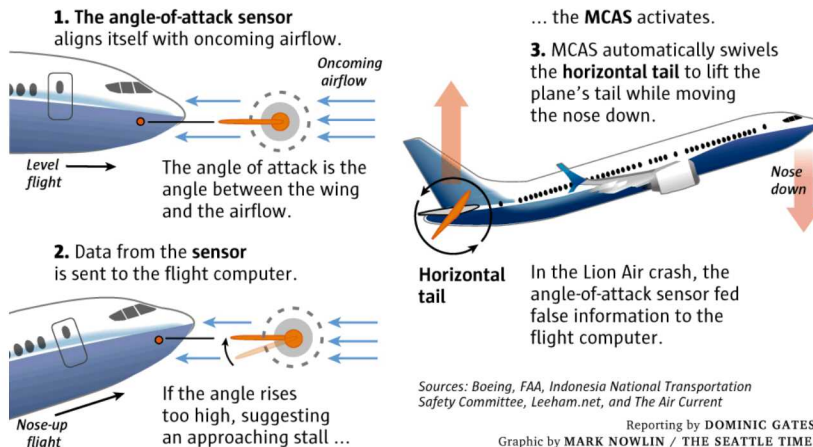 1. The angle-of-attack sensor
aligns itself with oncoming airflow.
Oncoming
airflow
Level
flight
The angle of attack is the
angle between the wing
and the airflow.
2. Data from the sensor
is sent to the flight computer.
Nose-up
flight
If the angle rises
too high, suggesting
an approaching stall ...
... the MCAS activates.
3. MCAS automatically swivels
the horizontal tail to lift the
plane's tail while moving
the nose down.
Nose
down
Horizontal
tail
In the Lion Air crash, the
angle-of-attack sensor fed
false information to the
flight computer.
Sources: Boeing, FAA, Indonesia National Transportation
Safety Committee, Leeham.net, and The Air Current
Reporting by DOMINIC GATES
Graphic by MARK NOWLIN / THE SEATTLE TIME